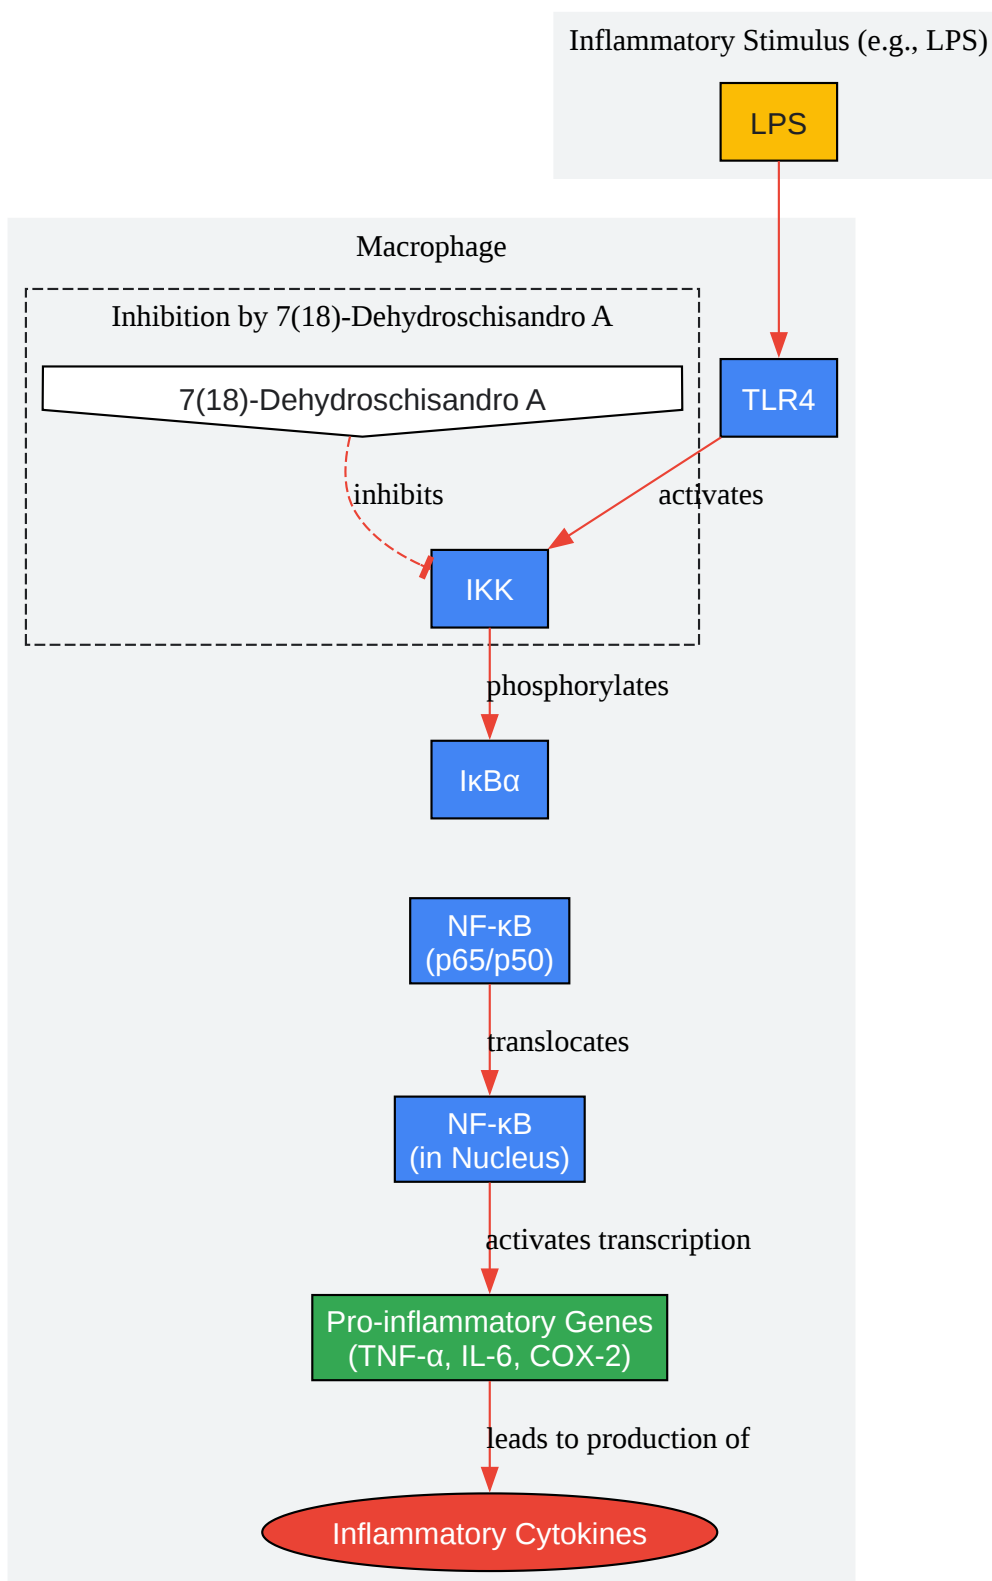 Inflammatory Stimulus (e.g., LPS)
LPS
Macrophage
Inhibition by 7(18)-Dehydroschisandro A
7(18)-Dehydroschisandro A
TLR4
inhibits
activates
IKK
phosphorylates
IκBα
NF-κB
(p65/p50)
translocates
NF-κB
(in Nucleus)
activates transcription
Pro-inflammatory Genes
(TNF-α, IL-6, COX-2)
leads to production of
Inflammatory Cytokines